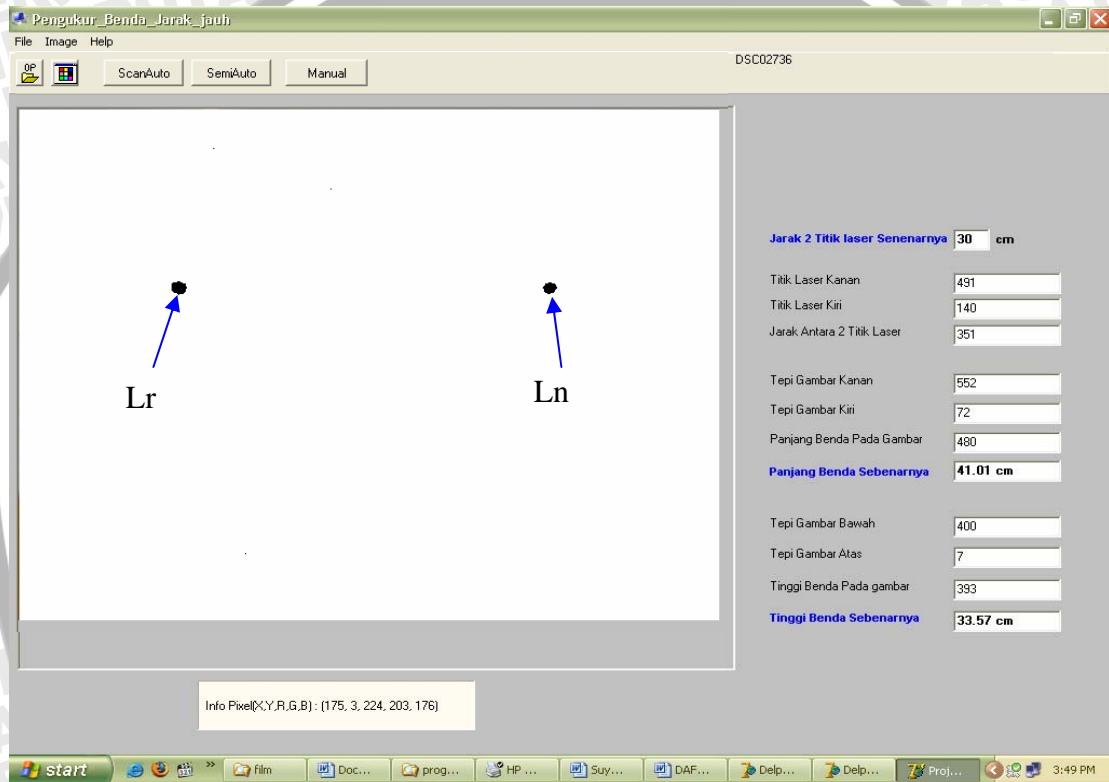 Pengukur_Benda_Jarak_jauh
File Image Help
OP ScanAuto SemiAuto Manual
DSC02736
Jarak 2 Titik laser Senenarnya 30 cm
Titik Laser Kanan 491
Titik Laser Kiri 140
Jarak Antara 2 Titik Laser 351
Lr Ln
Tepi Gambar Kanan 552
Tepi Gambar Kiri 72
Panjang Benda Pada Gambar 480
Panjang Benda Sebenarnya 41.01 cm
Tepi Gambar Bawah 400
Tepi Gambar Atas 7
Tinggi Benda Pada gambar 393
Tinggi Benda Sebenarnya 33.57 cm
Info Pixel(X,Y,R,G,B) : (175, 3, 224, 203, 176)
start » film Doc... prog... HP ... Suy... DAF... Delp... Delp... Proj... 3:49 PM